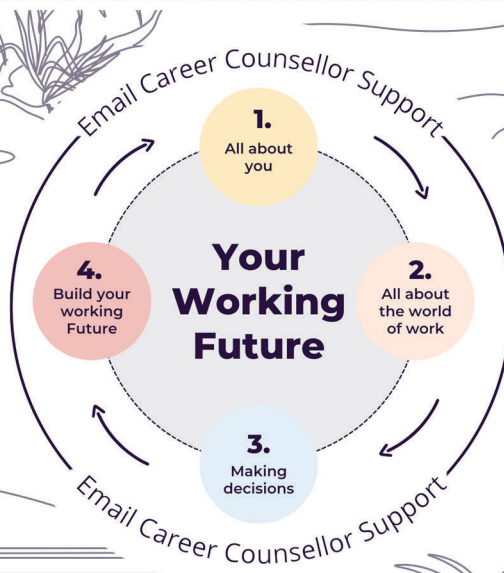 Email Career Counsellor Support
1.
All about
you
Your
Working
Future
4.
Build your
working
Future
2.
All about
the world
of work
3.
Making
decisions
Email Career Counsellor Support